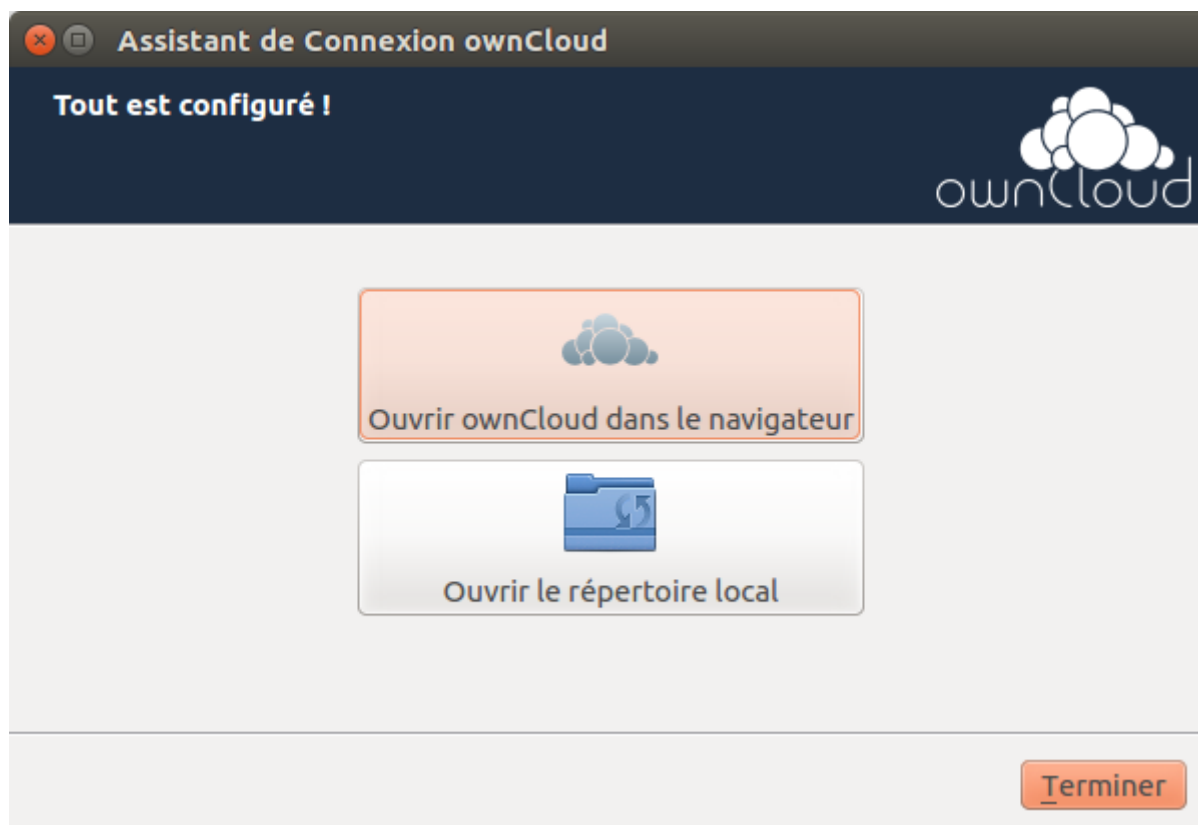 Assistant de Connexion ownCloud
Tout est configuré !
ownCloud
Ouvrir ownCloud dans le navigateur
Ouvrir le répertoire local
Terminer